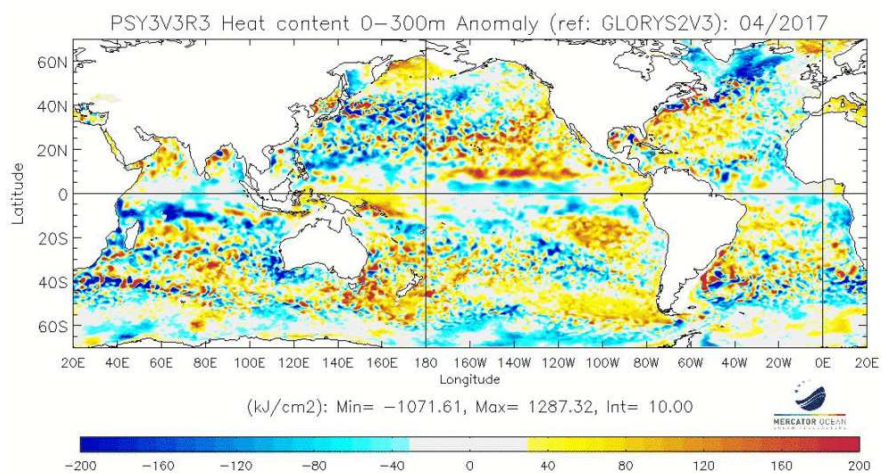 PSY3V3R3 Heat content 0-300m Anomaly (ref: GLORYS2V3): 04/2017
60N
40N
20N
0
20S
40S
60S
Latitude
20E 40E 60E 80E 100E 120E 140E 160E 180 160W 140W 120W 100W 80W 60W 40W 20W 0E 20E
Longitude
(kJ/cm2): Min= -1071.61, Max= 1287.32, Int= 10.00
MERCATOR OCEAN
-200 -160 -120 -80 -40 0 40 80 120 160 200